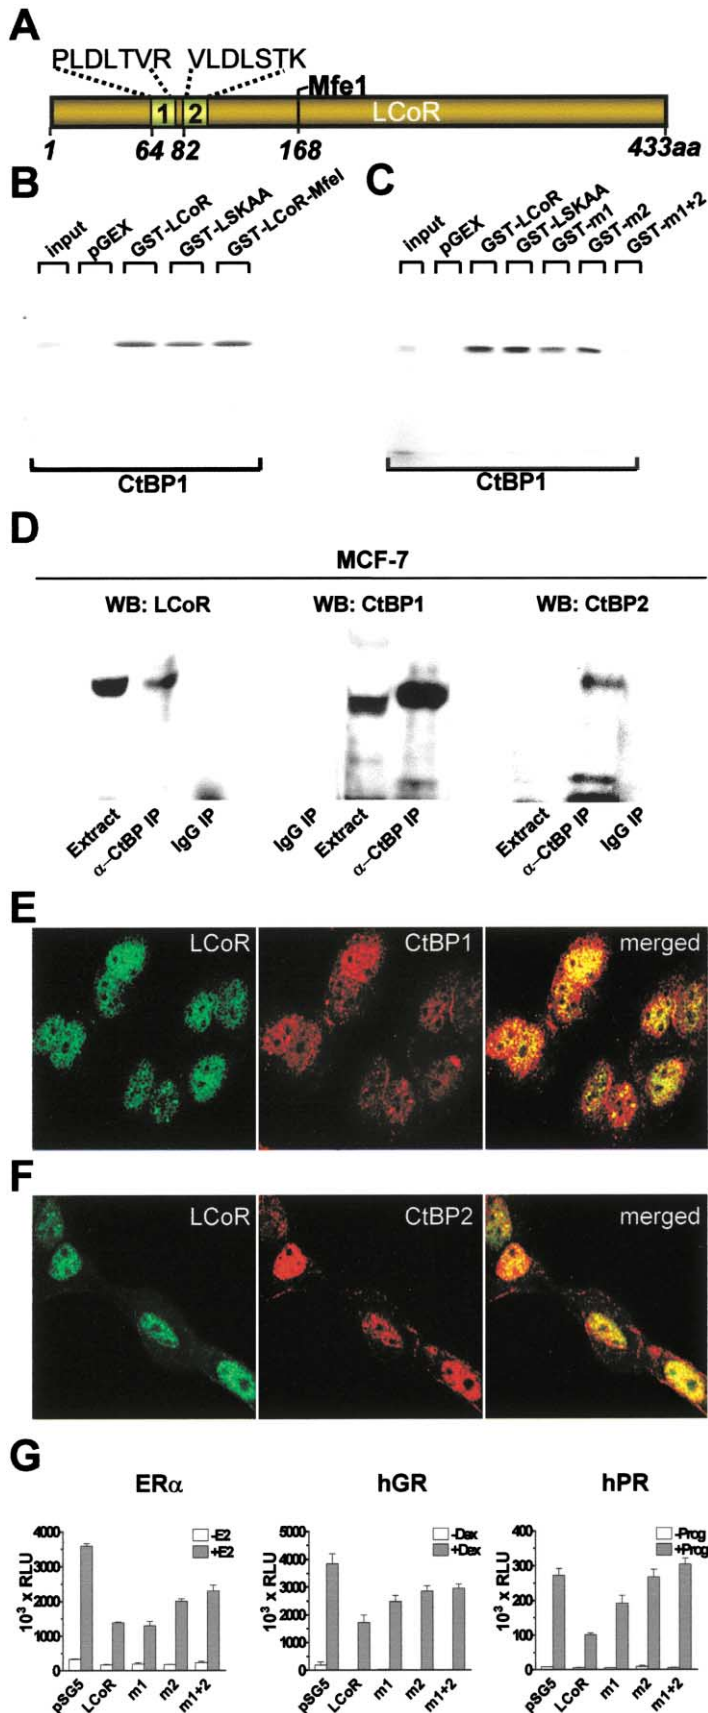 A
PLDLTVR VLDLSTK
Mfe1
1 2 LCoR
1 64 82 168 433aa
B
input pGEX GST-LCoR GST-LSKAA GST-LCoR-MfeI
CtBP1
C
input pGEX GST-LCoR GST-LSKAA GST-m1 GST-m2 GST-m1+2
CtBP1
D
MCF-7
WB: LCoR WB: CtBP1 WB: CtBP2
Extract α-CtBP IP IgG IP IgG IP Extract α-CtBP IP Extract α-CtBP IP IgG IP
E
LCoR CtBP1 merged
F
LCoR CtBP2 merged
G
ERα
10³ x RLU
4000
3000
2000
1000
0
-E2
+E2
pSG5 LCoR m1 m2 m1+2
hGR
10³ x RLU
5000
4000
3000
2000
1000
0
-Dex
+Dex
pSG5 LCoR m1 m2 m1+2
hPR
10³ x RLU
400
300
200
100
0
-Prog
+Prog
pSG5 LCoR m1 m2 m1+2